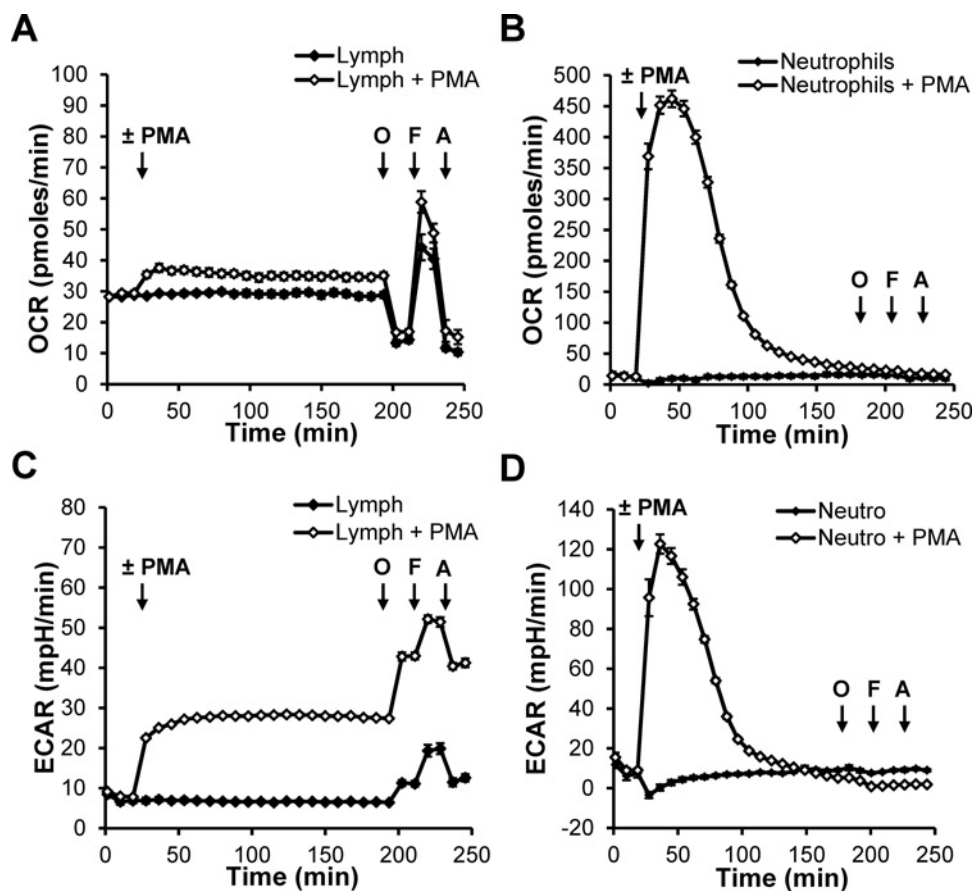 A
Lymph
Lymph + PMA
± PMA
O F A
OCR (pmoles/min)
100
90
80
70
60
50
40
30
20
10
0
0 50 100 150 200 250
Time (min)
B
Neutrophils
Neutrophils + PMA
± PMA
O F A
OCR (pmoles/min)
500
450
400
350
300
250
200
150
100
50
0
0 50 100 150 200 250
Time (min)
C
Lymph
Lymph + PMA
± PMA
O F A
ECAR (mpH/min)
80
70
60
50
40
30
20
10
0
0 50 100 150 200 250
Time (min)
D
Neutro
Neutro + PMA
± PMA
O F A
ECAR (mpH/min)
140
120
100
80
60
40
20
0
-20
0 50 100 150 200 250
Time (min)